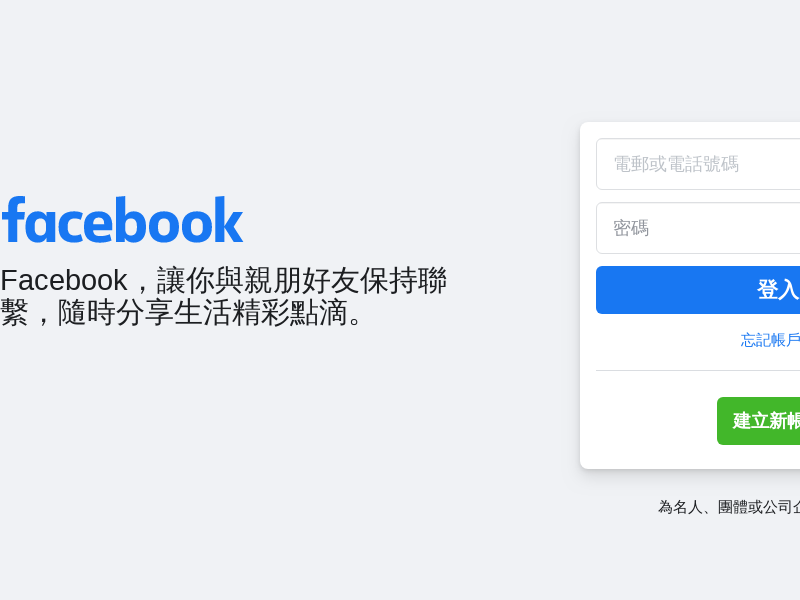 facebook
Facebook，讓你與親朋好友保持聯
繫，隨時分享生活精彩點滴。
電郵或電話號碼
密碼
登入
忘記帳戶
建立新帳
為名人、團體或公司企